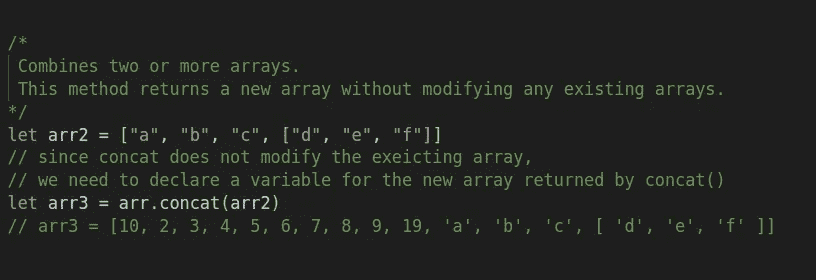 /*
Combines two or more arrays.
This method returns a new array without modifying any existing arrays.
*/
let arr2 = ["a", "b", "c", ["d", "e", "f"]]
// since concat does not modify the exeicting array,
// we need to declare a variable for the new array returned by concat()
let arr3 = arr.concat(arr2)
// arr3 = [10, 2, 3, 4, 5, 6, 7, 8, 9, 19, 'a', 'b', 'c', [ 'd', 'e', 'f' ]]